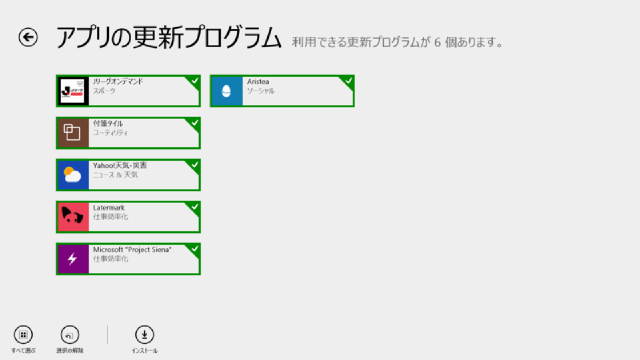 アプリの更新プログラム 利用できる更新プログラムが 6 個あります。
Jリーグオンデマンド
スポーツ
Aristea
ソーシャル
付箋タイル
ユーティリティ
Yahoo!天気・災害
ニュース & 天気
Latermark
仕事効率化
Microsoft "Project Siena"
仕事効率化
すべて選ぶ
選択の解除
インストール